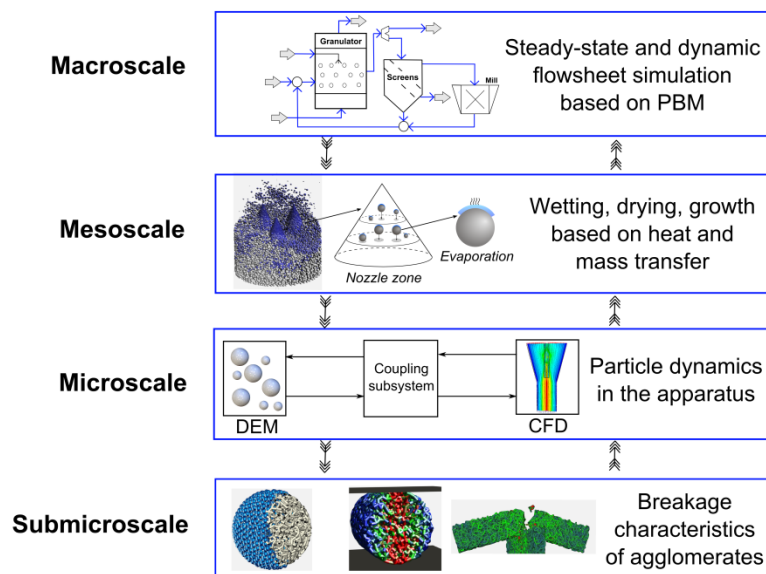 Macroscale
Granulator
Screens
Mill
Steady-state and dynamic
flowsheet simulation
based on PBM
Mesoscale
Nozzle zone
Evaporation
Wetting, drying, growth
based on heat and
mass transfer
Microscale
DEM
Coupling
subsystem
CFD
Particle dynamics
in the apparatus
Submicroscale
Breakage
characteristics
of agglomerates